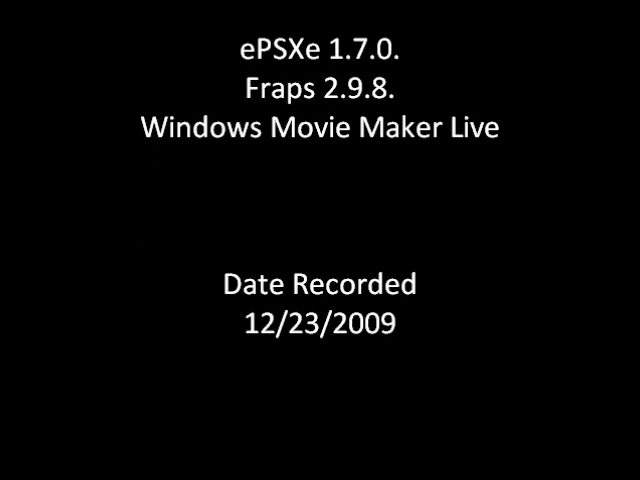 ePSXe 1.7.0.
Fraps 2.9.8.
Windows Movie Maker Live
Date Recorded
12/23/2009